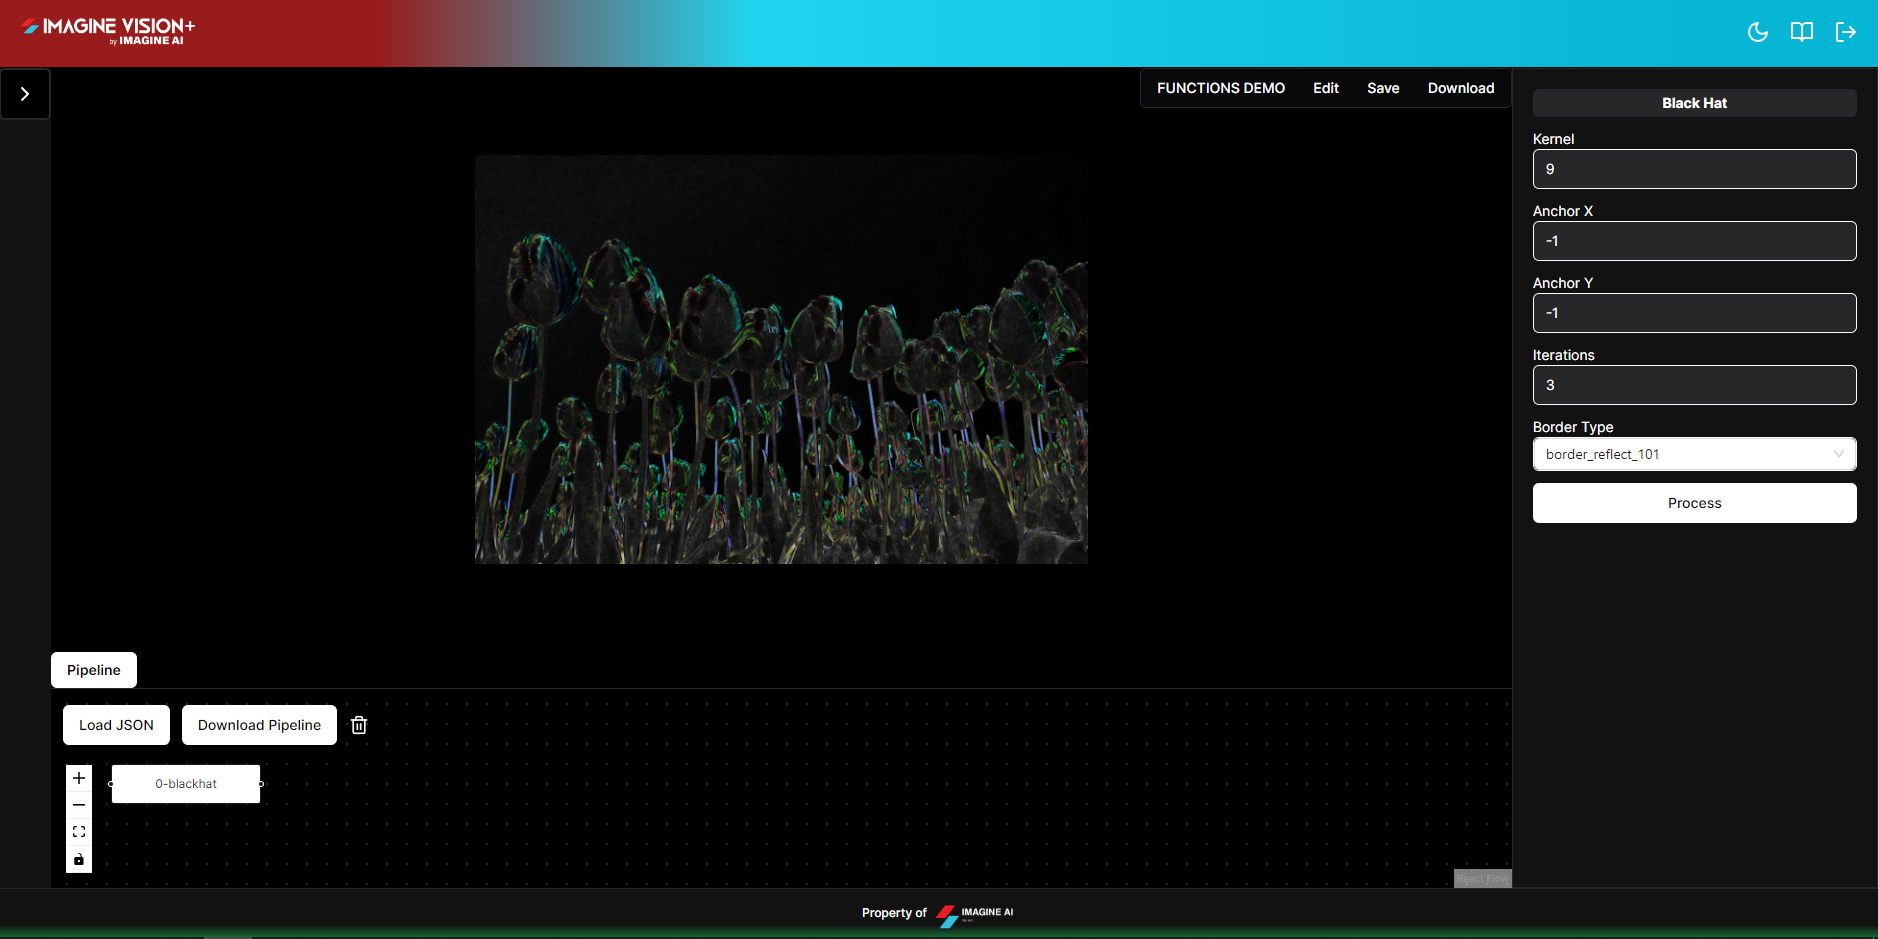 IMAGINE VISION+
by IMAGINE AI
FUNCTIONS DEMO Edit Save Download
Black Hat
Kernel
9
Anchor X
-1
Anchor Y
-1
Iterations
3
Border Type
border_reflect_101
Process
Pipeline
Load JSON Download Pipeline
0-blackhat
React Flow
Property of IMAGINE AI